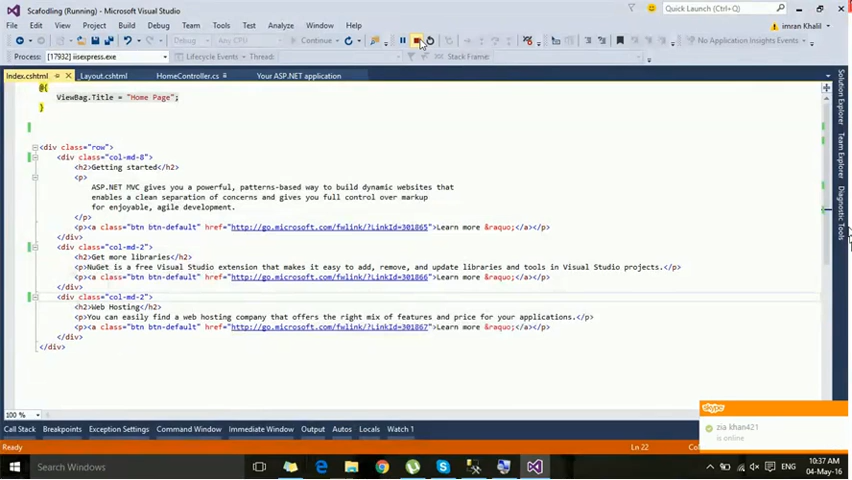 Scafodling (Running) - Microsoft Visual Studio
Quick Launch (Ctrl+Q)
File Edit View Project Build Debug Team Tools Test Analyze Window Help
imran Khalil
Debug
Continue
No Application Insights Events
Process: [17932] iisexpress.exe
Lifecycle Events
Thread:
Stack Frame:
Index.cshtml
_Layout.cshtml
HomeController.cs
Your ASP.NET application
@{
ViewBag.Title = "Home Page";
}
<div class="row">
<div class="col-md-8">
<h2>Getting started</h2>
<p>
ASP.NET MVC gives you a powerful, patterns-based way to build dynamic websites that
enables a clean separation of concerns and gives you full control over markup
for enjoyable, agile development.
</p>
<p><a class="btn btn-default" href="http://go.microsoft.com/fwlink/?LinkId=301865">Learn more &raquo;</a></p>
</div>
<div class="col-md-2">
<h2>Get more libraries</h2>
<p>NuGet is a free Visual Studio extension that makes it easy to add, remove, and update libraries and tools in Visual Studio projects.</p>
<p><a class="btn btn-default" href="http://go.microsoft.com/fwlink/?LinkId=301866">Learn more &raquo;</a></p>
</div>
<div class="col-md-2">
<h2>Web Hosting</h2>
<p>You can easily find a web hosting company that offers the right mix of features and price for your applications.</p>
<p><a class="btn btn-default" href="http://go.microsoft.com/fwlink/?LinkId=301867">Learn more &raquo;</a></p>
</div>
</div>
Solution Explorer
Team Explorer
Diagnostic Tools
100 %
Call Stack Breakpoints Exception Settings Command Window Immediate Window Output Autos Locals Watch 1
skype
zia khan421
is online
Ready
Ln 22
Search Windows
ENG
10:37 AM
04-May-16